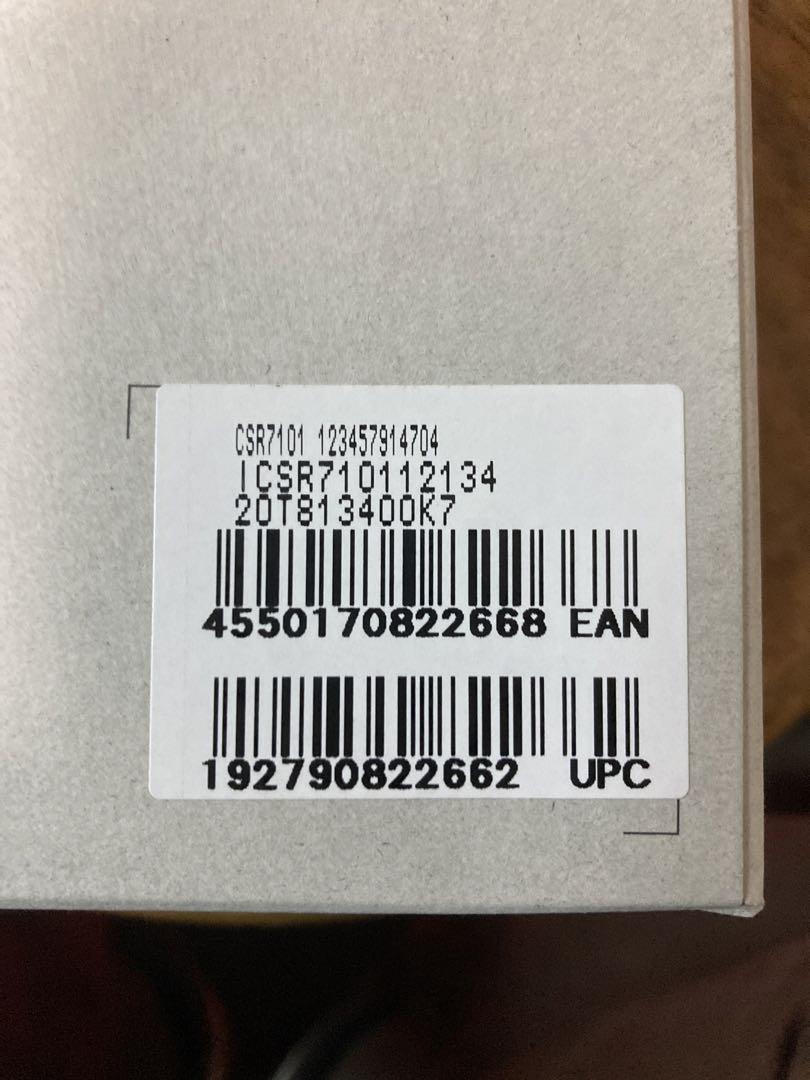 CSR7101 123457914704
ICSR710112134
20T813400K7
4550170822668 EAN
192790822662 UPC